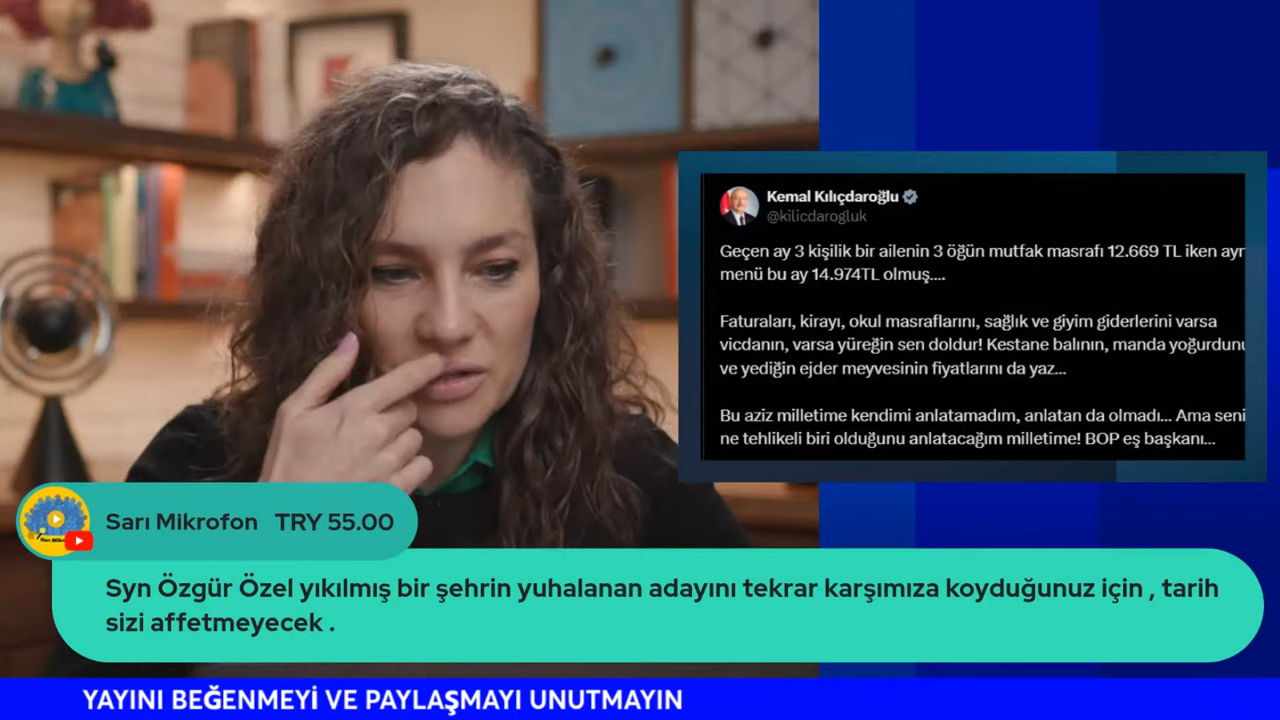 Kemal Kılıçdaroğlu
@kilicdarogluk
Geçen ay 3 kişilik bir ailenin 3 öğün mutfak masrafı 12.669 TL iken ayr
menü bu ay 14.974TL olmuş....
Faturaları, kirayı, okul masraflarını, sağlık ve giyim giderlerini varsa
vicdanın, varsa yüreğin sen doldur! Kestane balının, manda yoğurdunu
ve yediğin ejder meyvesinin fiyatlarını da yaz...
Bu aziz milletime kendimi anlatamadım, anlatan da olmadı... Ama seni
ne tehlikeli biri olduğunu anlatacağım milletime! BOP eş başkanı...
Sarı Mikrofon TRY 55.00
Syn Özgür Özel yıkılmış bir şehrin yuhalanan adayını tekrar karşımıza koyduğunuz için , tarih
sizi affetmeyecek .
YAYINI BEĞENMEYİ VE PAYLAŞMAYI UNUTMAYIN